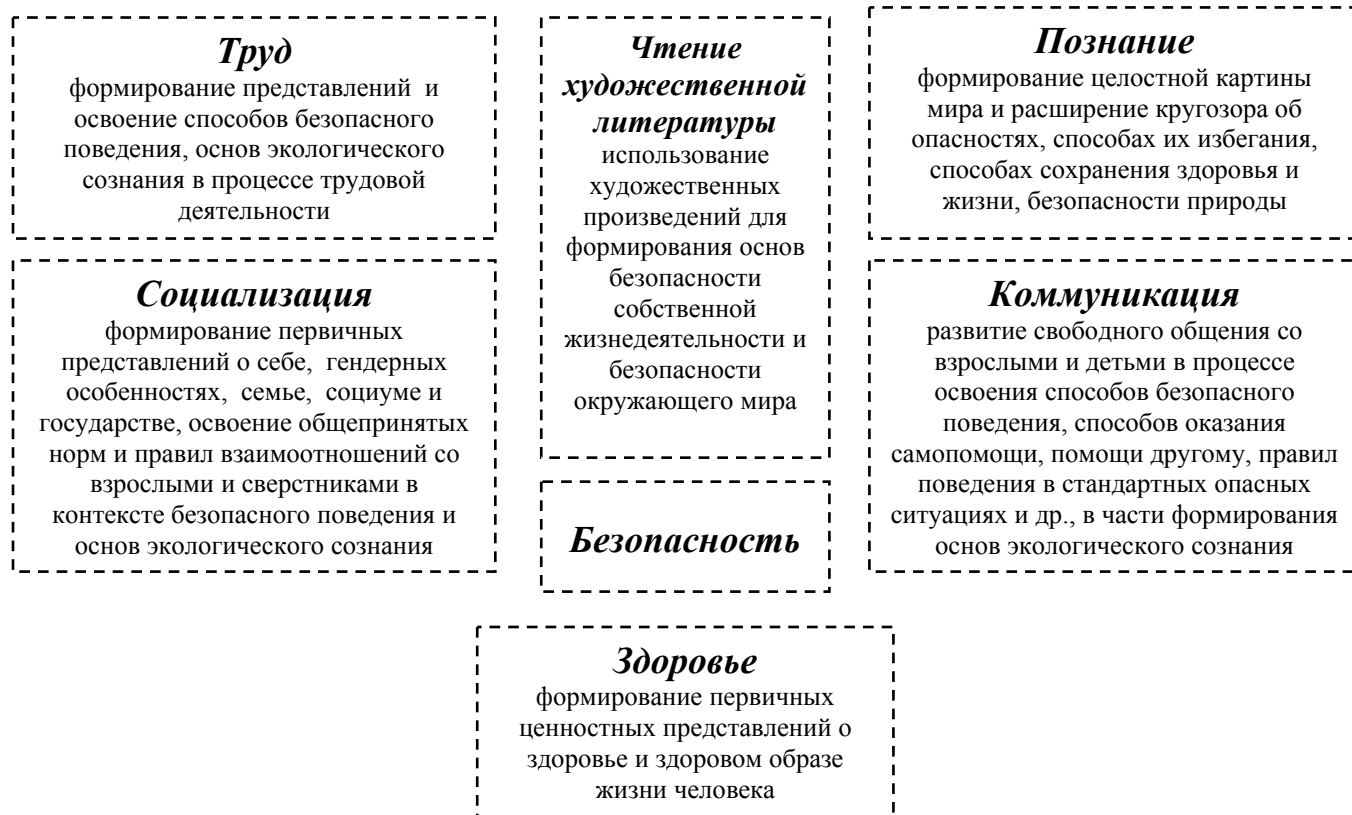 Труд
формирование представлений и
освоение способов безопасного
поведения, основ экологического
сознания в процессе трудовой
деятельности
Чтение
художественной
литературы
использование
художественных
произведений для
формирования основ
безопасности
собственной
жизнедеятельности и
безопасности
окружающего мира
Познание
формирование целостной картины
мира и расширение кругозора об
опасностях, способах их избегания,
способах сохранения здоровья и
жизни, безопасности природы
Социализация
формирование первичных
представлений о себе, гендерных
особенностях, семье, социуме и
государстве, освоение общепринятых
норм и правил взаимоотношений со
взрослыми и сверстниками в
контексте безопасного поведения и
основ экологического сознания
Коммуникация
развитие свободного общения со
взрослыми и детьми в процессе
освоения способов безопасного
поведения, способов оказания
самопомощи, помощи другому, правил
поведения в стандартных опасных
ситуациях и др., в части формирования
основ экологического сознания
Безопасность
Здоровье
формирование первичных
ценностных представлений о
здоровье и здоровом образе
жизни человека